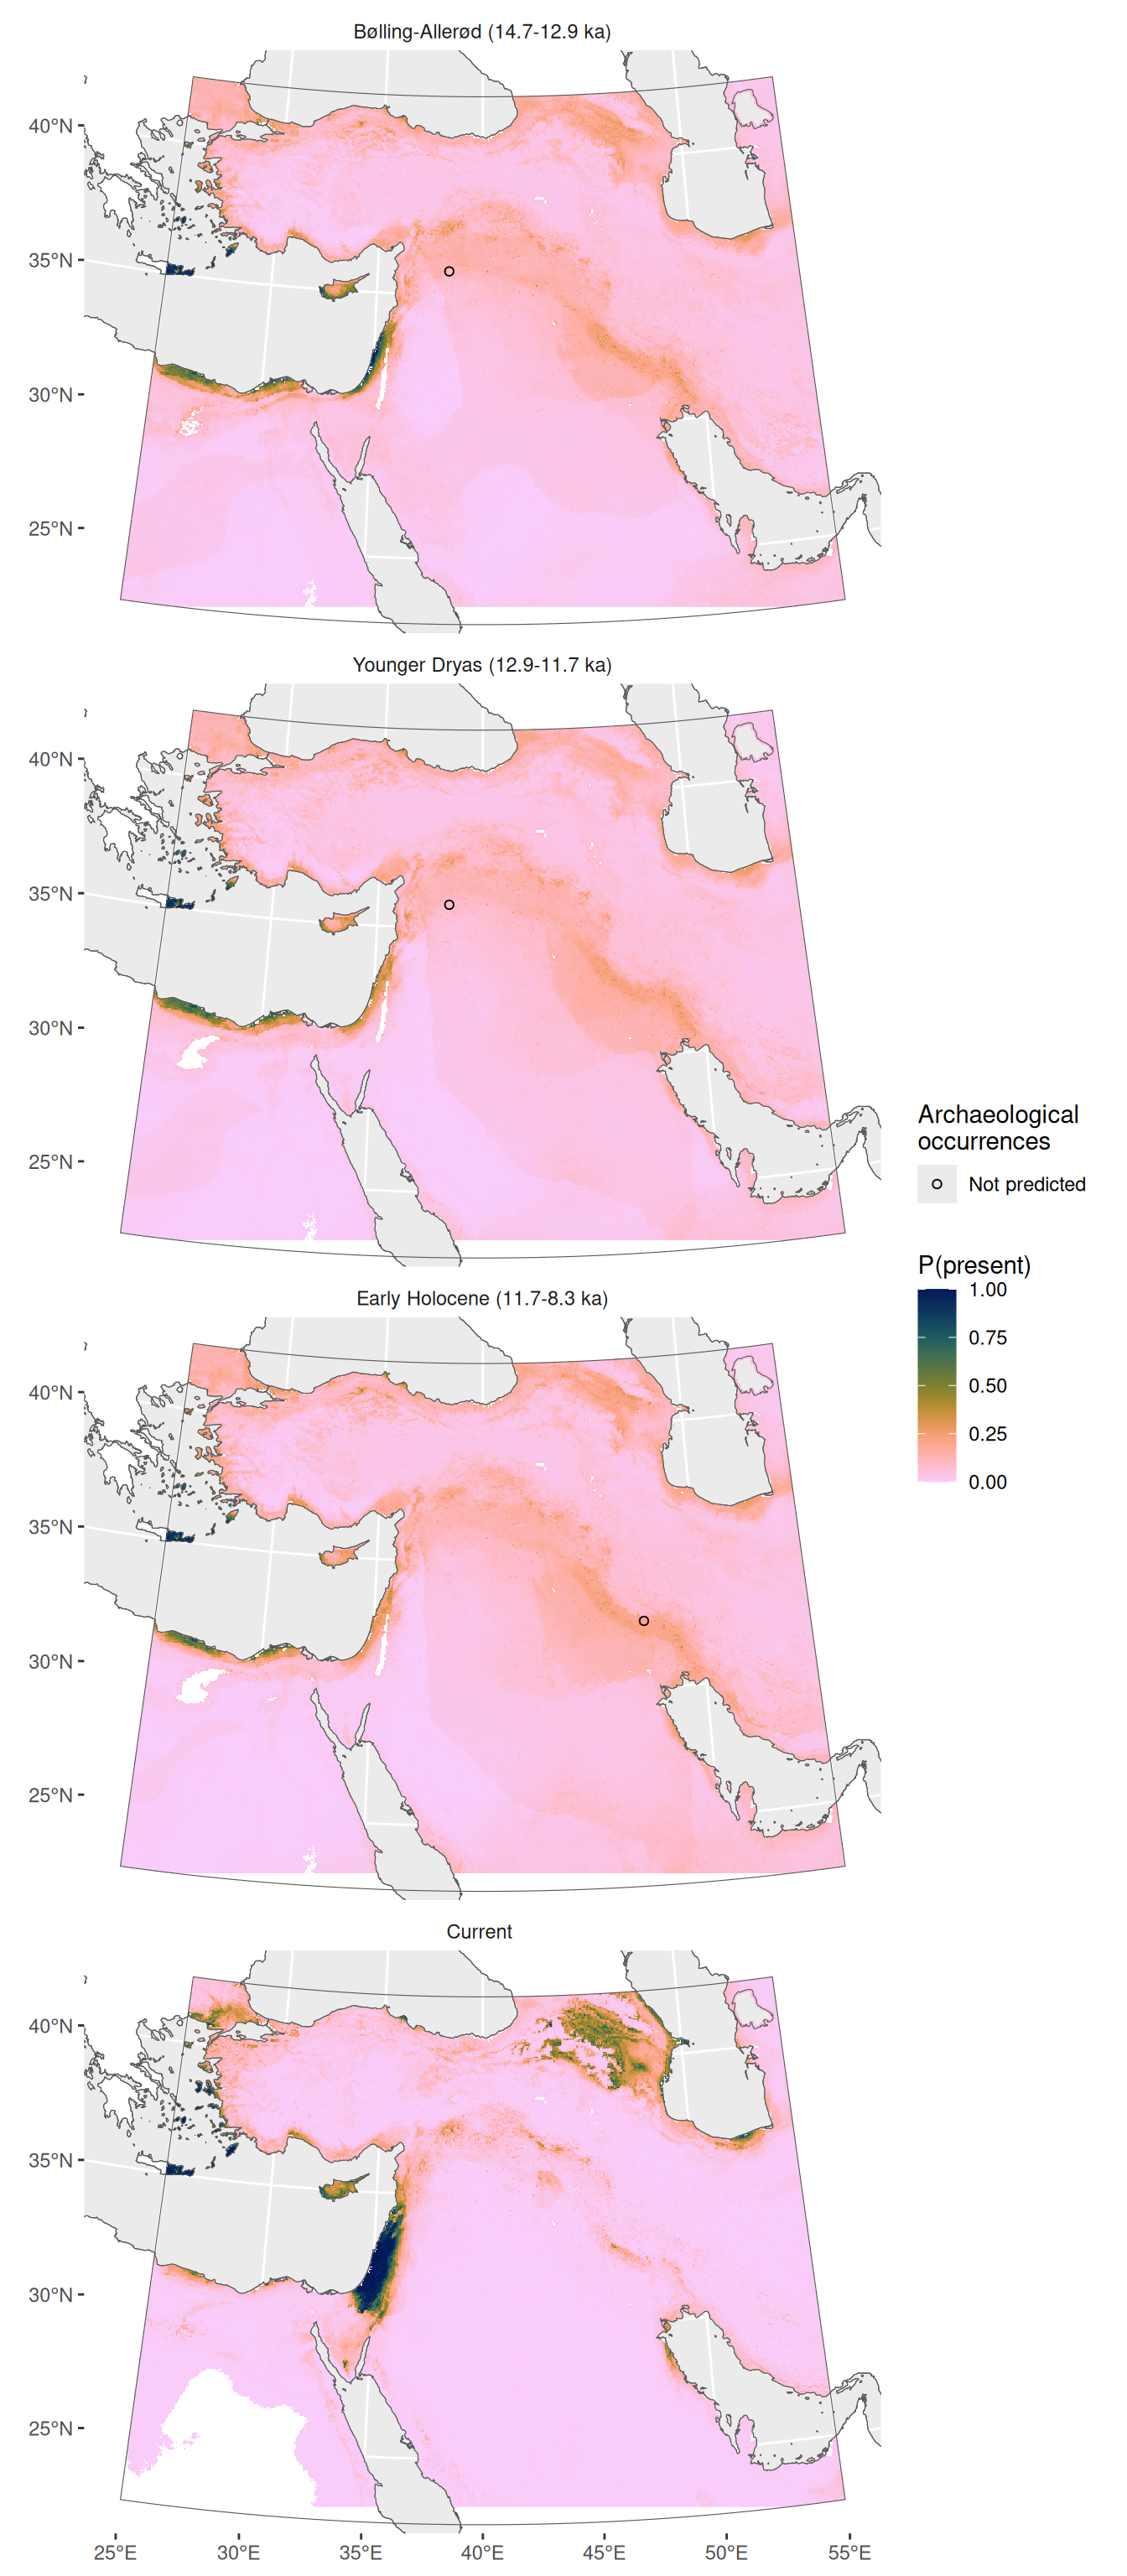 Bølling-Allerød (14.7-12.9 ka)
40°N
35°N
30°N
25°N
Younger Dryas (12.9-11.7 ka)
40°N
35°N
30°N
25°N
Early Holocene (11.7-8.3 ka)
40°N
35°N
30°N
25°N
Current
40°N
35°N
30°N
25°N
25°E 30°E 35°E 40°E 45°E 50°E 55°E
Archaeological
occurrences
Not predicted
P(present)
1.00
0.75
0.50
0.25
0.00